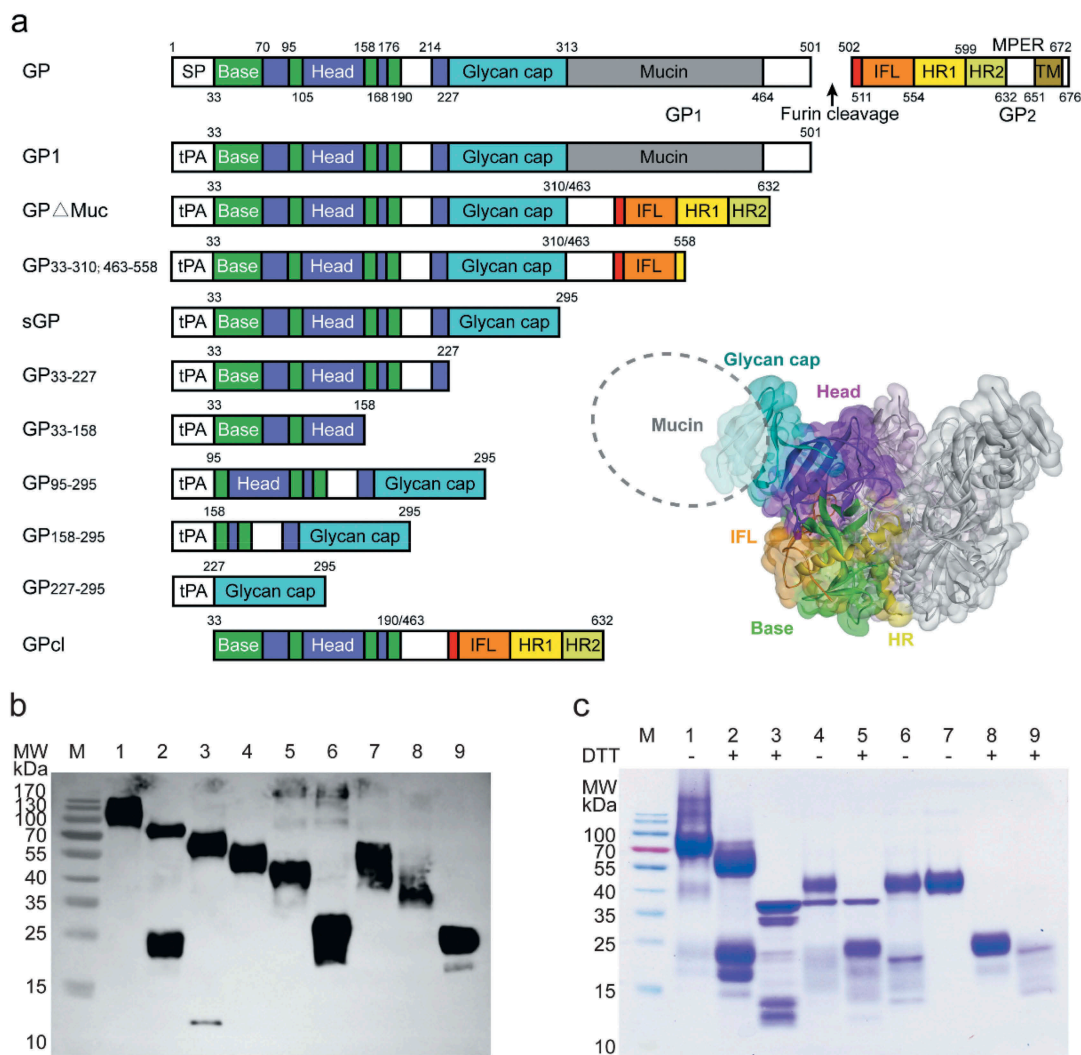 a
1 70 95 158 176 214 313 501 502 599 MPER 672
GP SP Base Head Glycan cap Mucin IFL HR1 HR2 TM
33 105 168 190 227 464 511 554 632 651 676
GP1 Furin cleavage GP2
33 501
GP1 tPA Base Head Glycan cap Mucin
33 310/463 632
GP△Muc tPA Base Head Glycan cap IFL HR1 HR2
33 310/463 558
GP33-310; 463-558 tPA Base Head Glycan cap IFL
33 295
sGP tPA Base Head Glycan cap
33 227
GP33-227 tPA Base Head
33 158
GP33-158 tPA Base Head
95 295
GP95-295 tPA Head Glycan cap
158 295
GP158-295 tPA Glycan cap
227 295
GP227-295 tPA Glycan cap
33 190/463 632
GPcl Base Head IFL HR1 HR2
Glycan cap
Head
Mucin
IFL
Base
HR
b
MW M 1 2 3 4 5 6 7 8 9
kDa
170
130
100
70
55
40
35
25
15
10
c
M 1 2 3 4 5 6 7 8 9
DTT - + + - + - - + +
MW
kDa
100
70
55
40
35
25
15
10